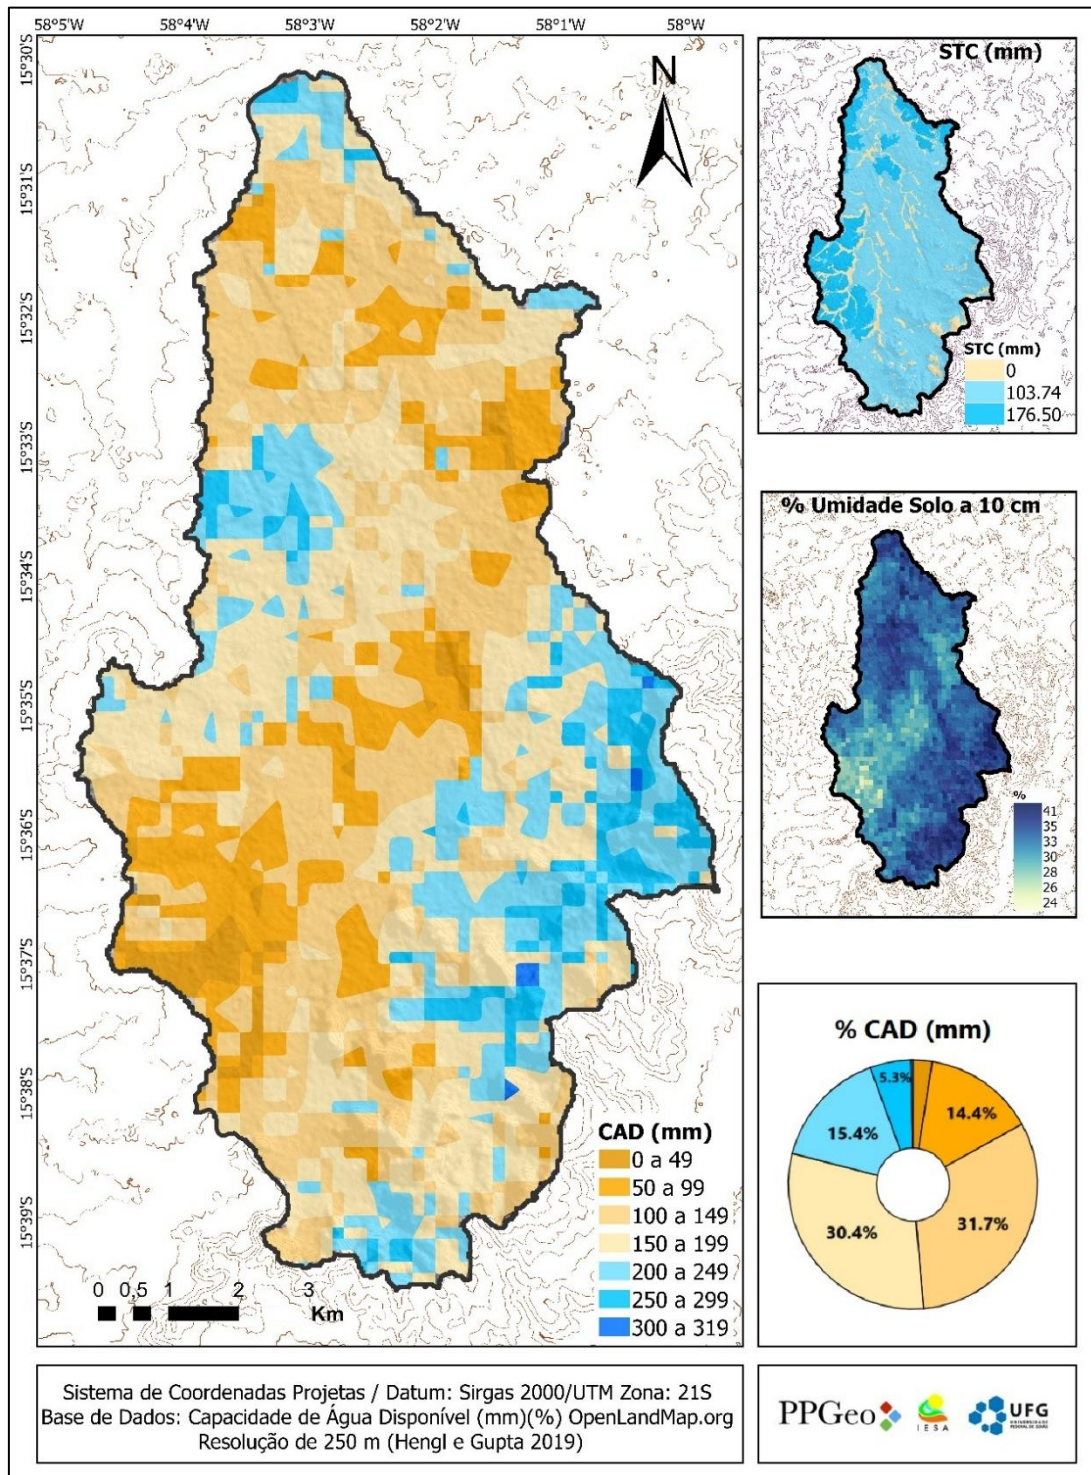 58°5'W 58°4'W 58°3'W 58°2'W 58°1'W 58°W
15°30'S
15°31'S
15°32'S
15°33'S
15°34'S
15°35'S
15°36'S
15°37'S
15°38'S
15°39'S
N
CAD (mm)
0 a 49
50 a 99
100 a 149
150 a 199
200 a 249
250 a 299
300 a 319
0 0,5 1 2 3
Km
STC (mm)
STC (mm)
0
103.74
176.50
% Umidade Solo a 10 cm
%
41
35
33
30
28
26
24
% CAD (mm)
5.3%
14.4%
15.4%
30.4%
31.7%
Sistema de Coordenadas Projetas / Datum: Sirgas 2000/UTM Zona: 21S
Base de Dados: Capacidade de Água Disponível (mm)(%) OpenLandMap.org
Resolução de 250 m (Hengl e Gupta 2019)
PPGeo
IESA
UFG
UNIVERSIDADE
FEDERAL DE GOIÁS